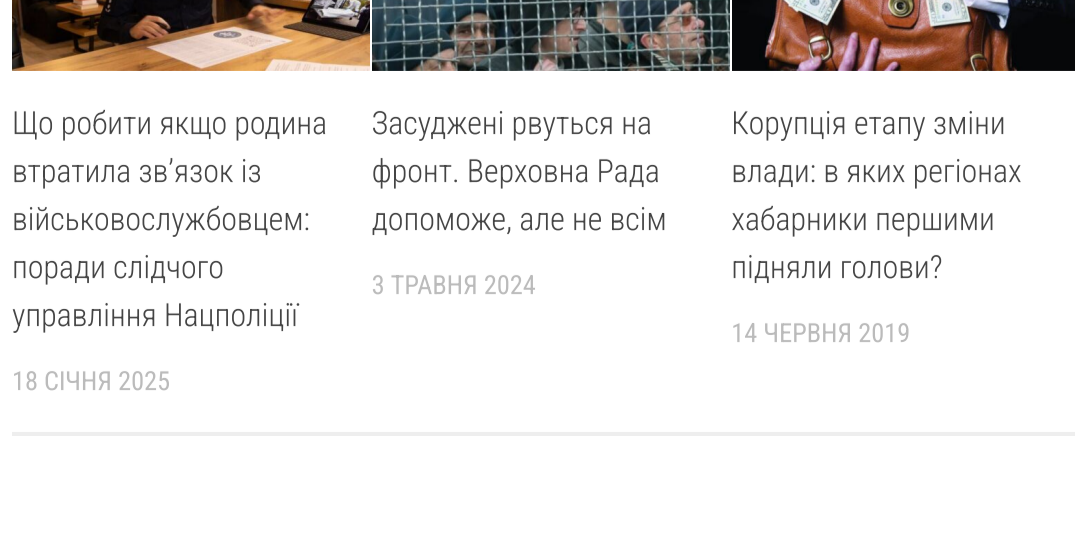 Що робити якщо родина
втратила зв’язок із
військовослужбовцем:
поради слідчого
управління Нацполіції
18 СІЧНЯ 2025
Засуджені рвуться на
фронт. Верховна Рада
допоможе, але не всім
3 ТРАВНЯ 2024
Корупція етапу зміни
влади: в яких регіонах
хабарники першими
підняли голови?
14 ЧЕРВНЯ 2019